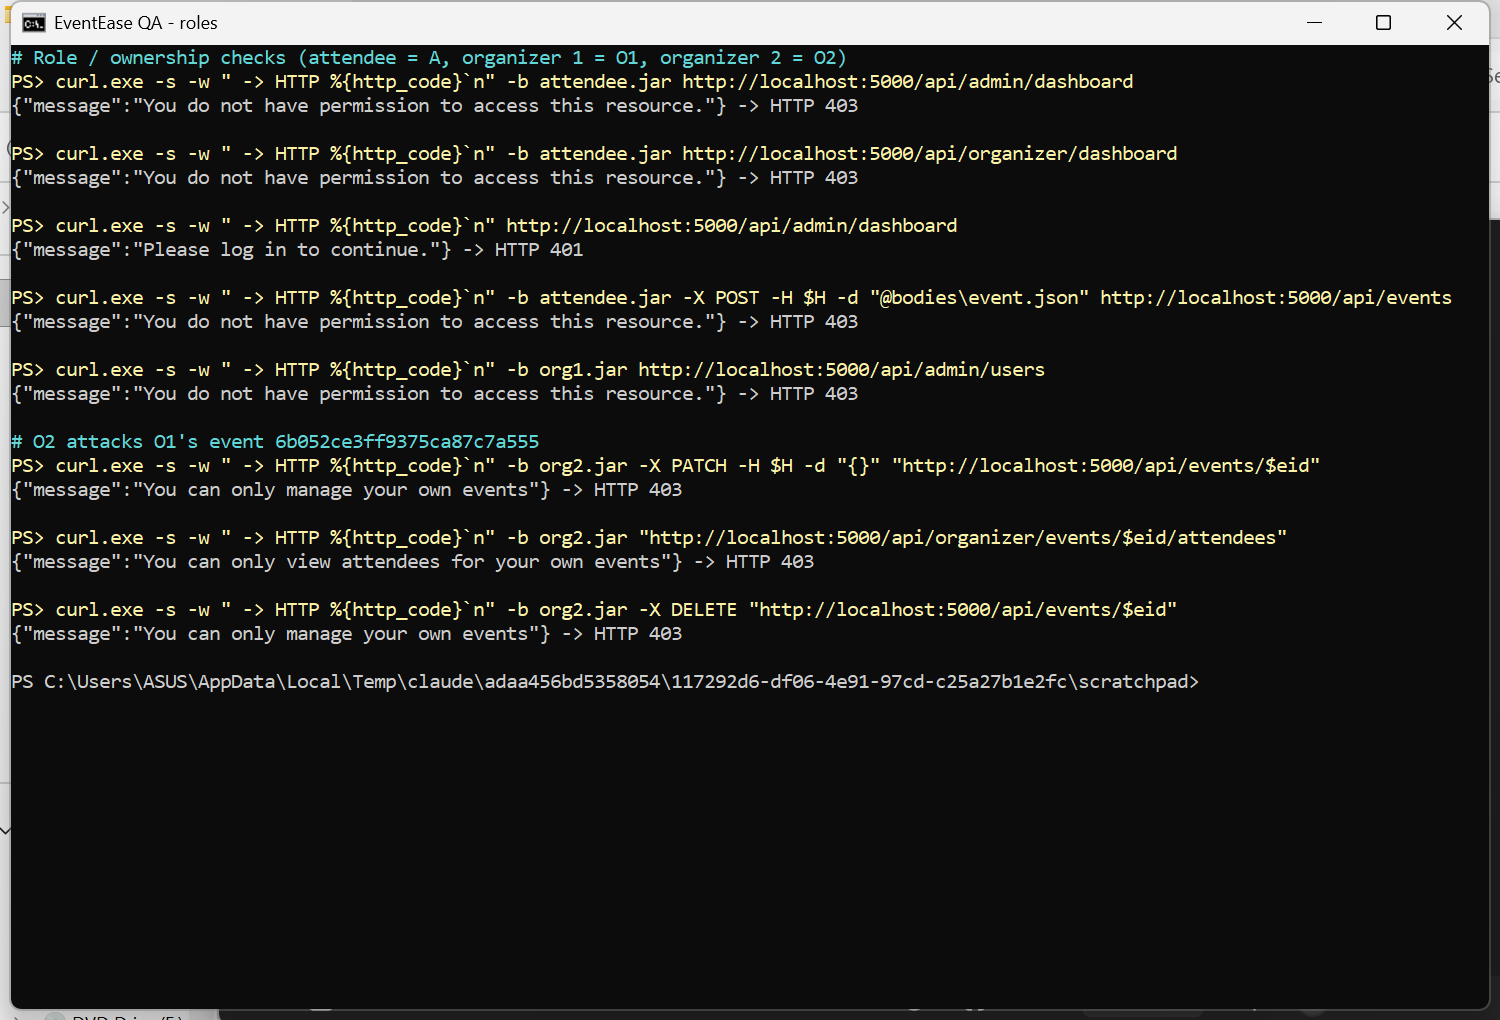 EventEase QA - roles
# Role / ownership checks (attendee = A, organizer 1 = O1, organizer 2 = O2)
PS> curl.exe -s -w " -> HTTP %{http_code}`n" -b attendee.jar http://localhost:5000/api/admin/dashboard
{"message":"You do not have permission to access this resource."} -> HTTP 403
PS> curl.exe -s -w " -> HTTP %{http_code}`n" -b attendee.jar http://localhost:5000/api/organizer/dashboard
{"message":"You do not have permission to access this resource."} -> HTTP 403
PS> curl.exe -s -w " -> HTTP %{http_code}`n" http://localhost:5000/api/admin/dashboard
{"message":"Please log in to continue."} -> HTTP 401
PS> curl.exe -s -w " -> HTTP %{http_code}`n" -b attendee.jar -X POST -H $H -d "@bodies\event.json" http://localhost:5000/api/events
{"message":"You do not have permission to access this resource."} -> HTTP 403
PS> curl.exe -s -w " -> HTTP %{http_code}`n" -b org1.jar http://localhost:5000/api/admin/users
{"message":"You do not have permission to access this resource."} -> HTTP 403
# O2 attacks O1's event 6b052ce3ff9375ca87c7a555
PS> curl.exe -s -w " -> HTTP %{http_code}`n" -b org2.jar -X PATCH -H $H -d "{}" "http://localhost:5000/api/events/$eid"
{"message":"You can only manage your own events"} -> HTTP 403
PS> curl.exe -s -w " -> HTTP %{http_code}`n" -b org2.jar "http://localhost:5000/api/organizer/events/$eid/attendees"
{"message":"You can only view attendees for your own events"} -> HTTP 403
PS> curl.exe -s -w " -> HTTP %{http_code}`n" -b org2.jar -X DELETE "http://localhost:5000/api/events/$eid"
{"message":"You can only manage your own events"} -> HTTP 403
PS C:\Users\ASUS\AppData\Local\Temp\claude\adaa456bd5358054\117292d6-df06-4e91-97cd-c25a27b1e2fc\scratchpad>